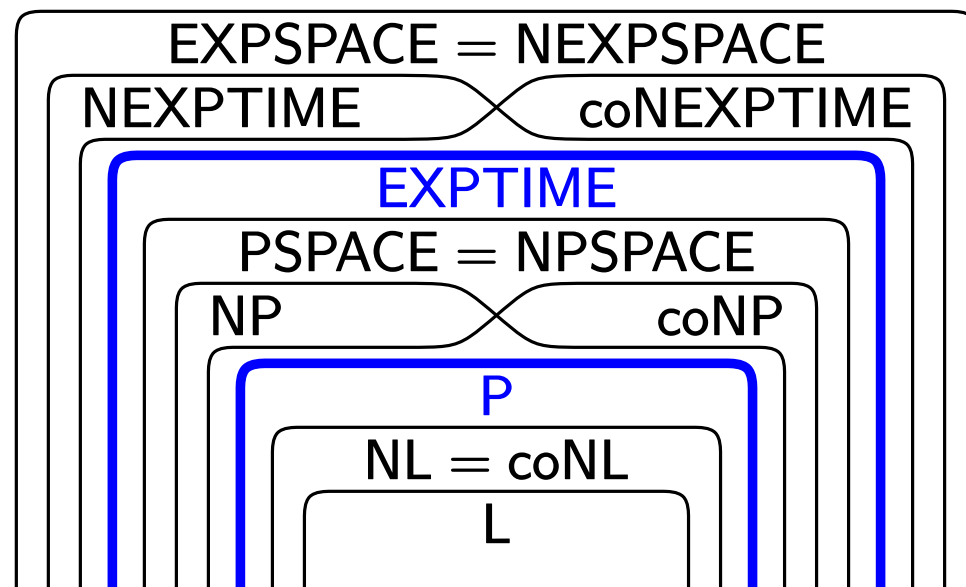 EXPSPACE = NEXPSPACE
NEXPTIME coNEXPTIME
EXPTIME
PSPACE = NPSPACE
NP coNP
P
NL = coNL
L